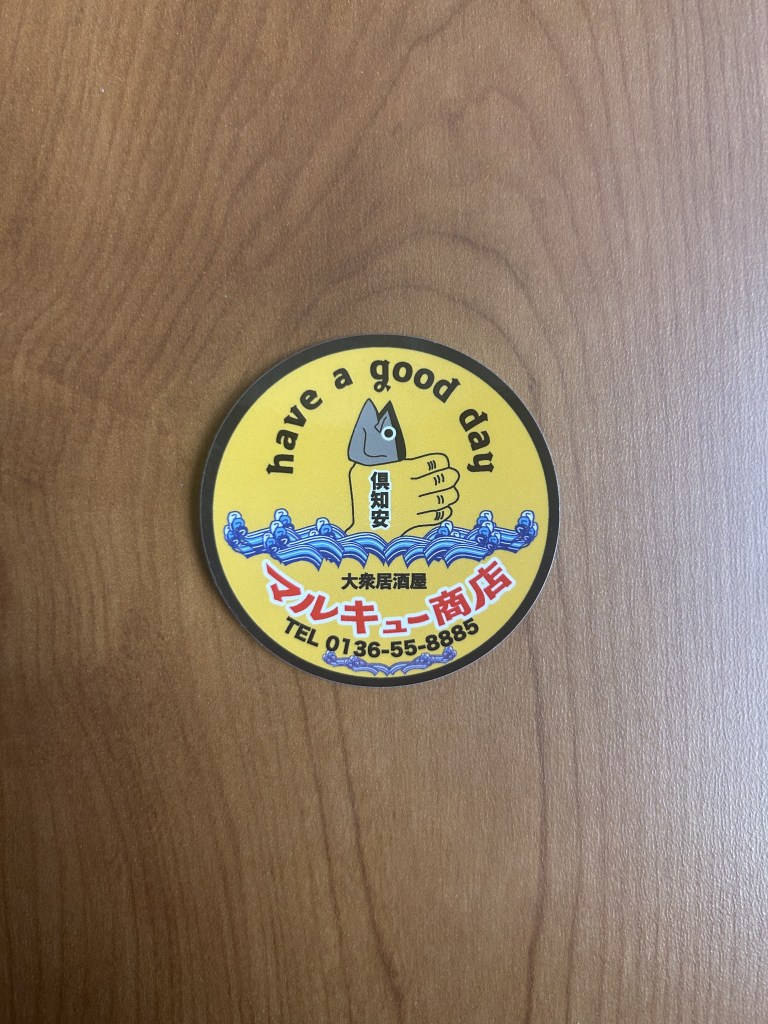 have a good day
倶知安
大衆居酒屋
マルキュー商店
TEL 0136-55-8885